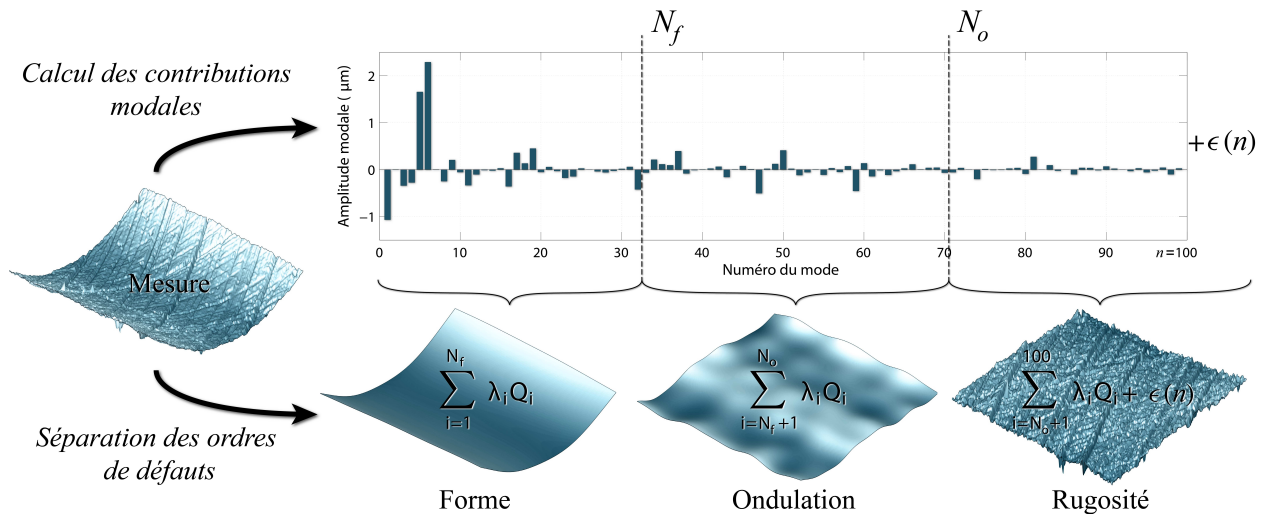 Calcul des contributions
modales
N_f
N_o
Amplitude modale ( µm)
2
1
0
−1
0 10 20 30 40 50 60 70 80 90 n=100
Numéro du mode
+ϵ(n)
Mesure
Séparation des ordres
de défauts
N_f
∑ λ_i Q_i
i=1
Forme
N_o
∑ λ_i Q_i
i=N_f+1
Ondulation
100
∑ λ_i Q_i + ϵ(n)
i=N_o+1
Rugosité